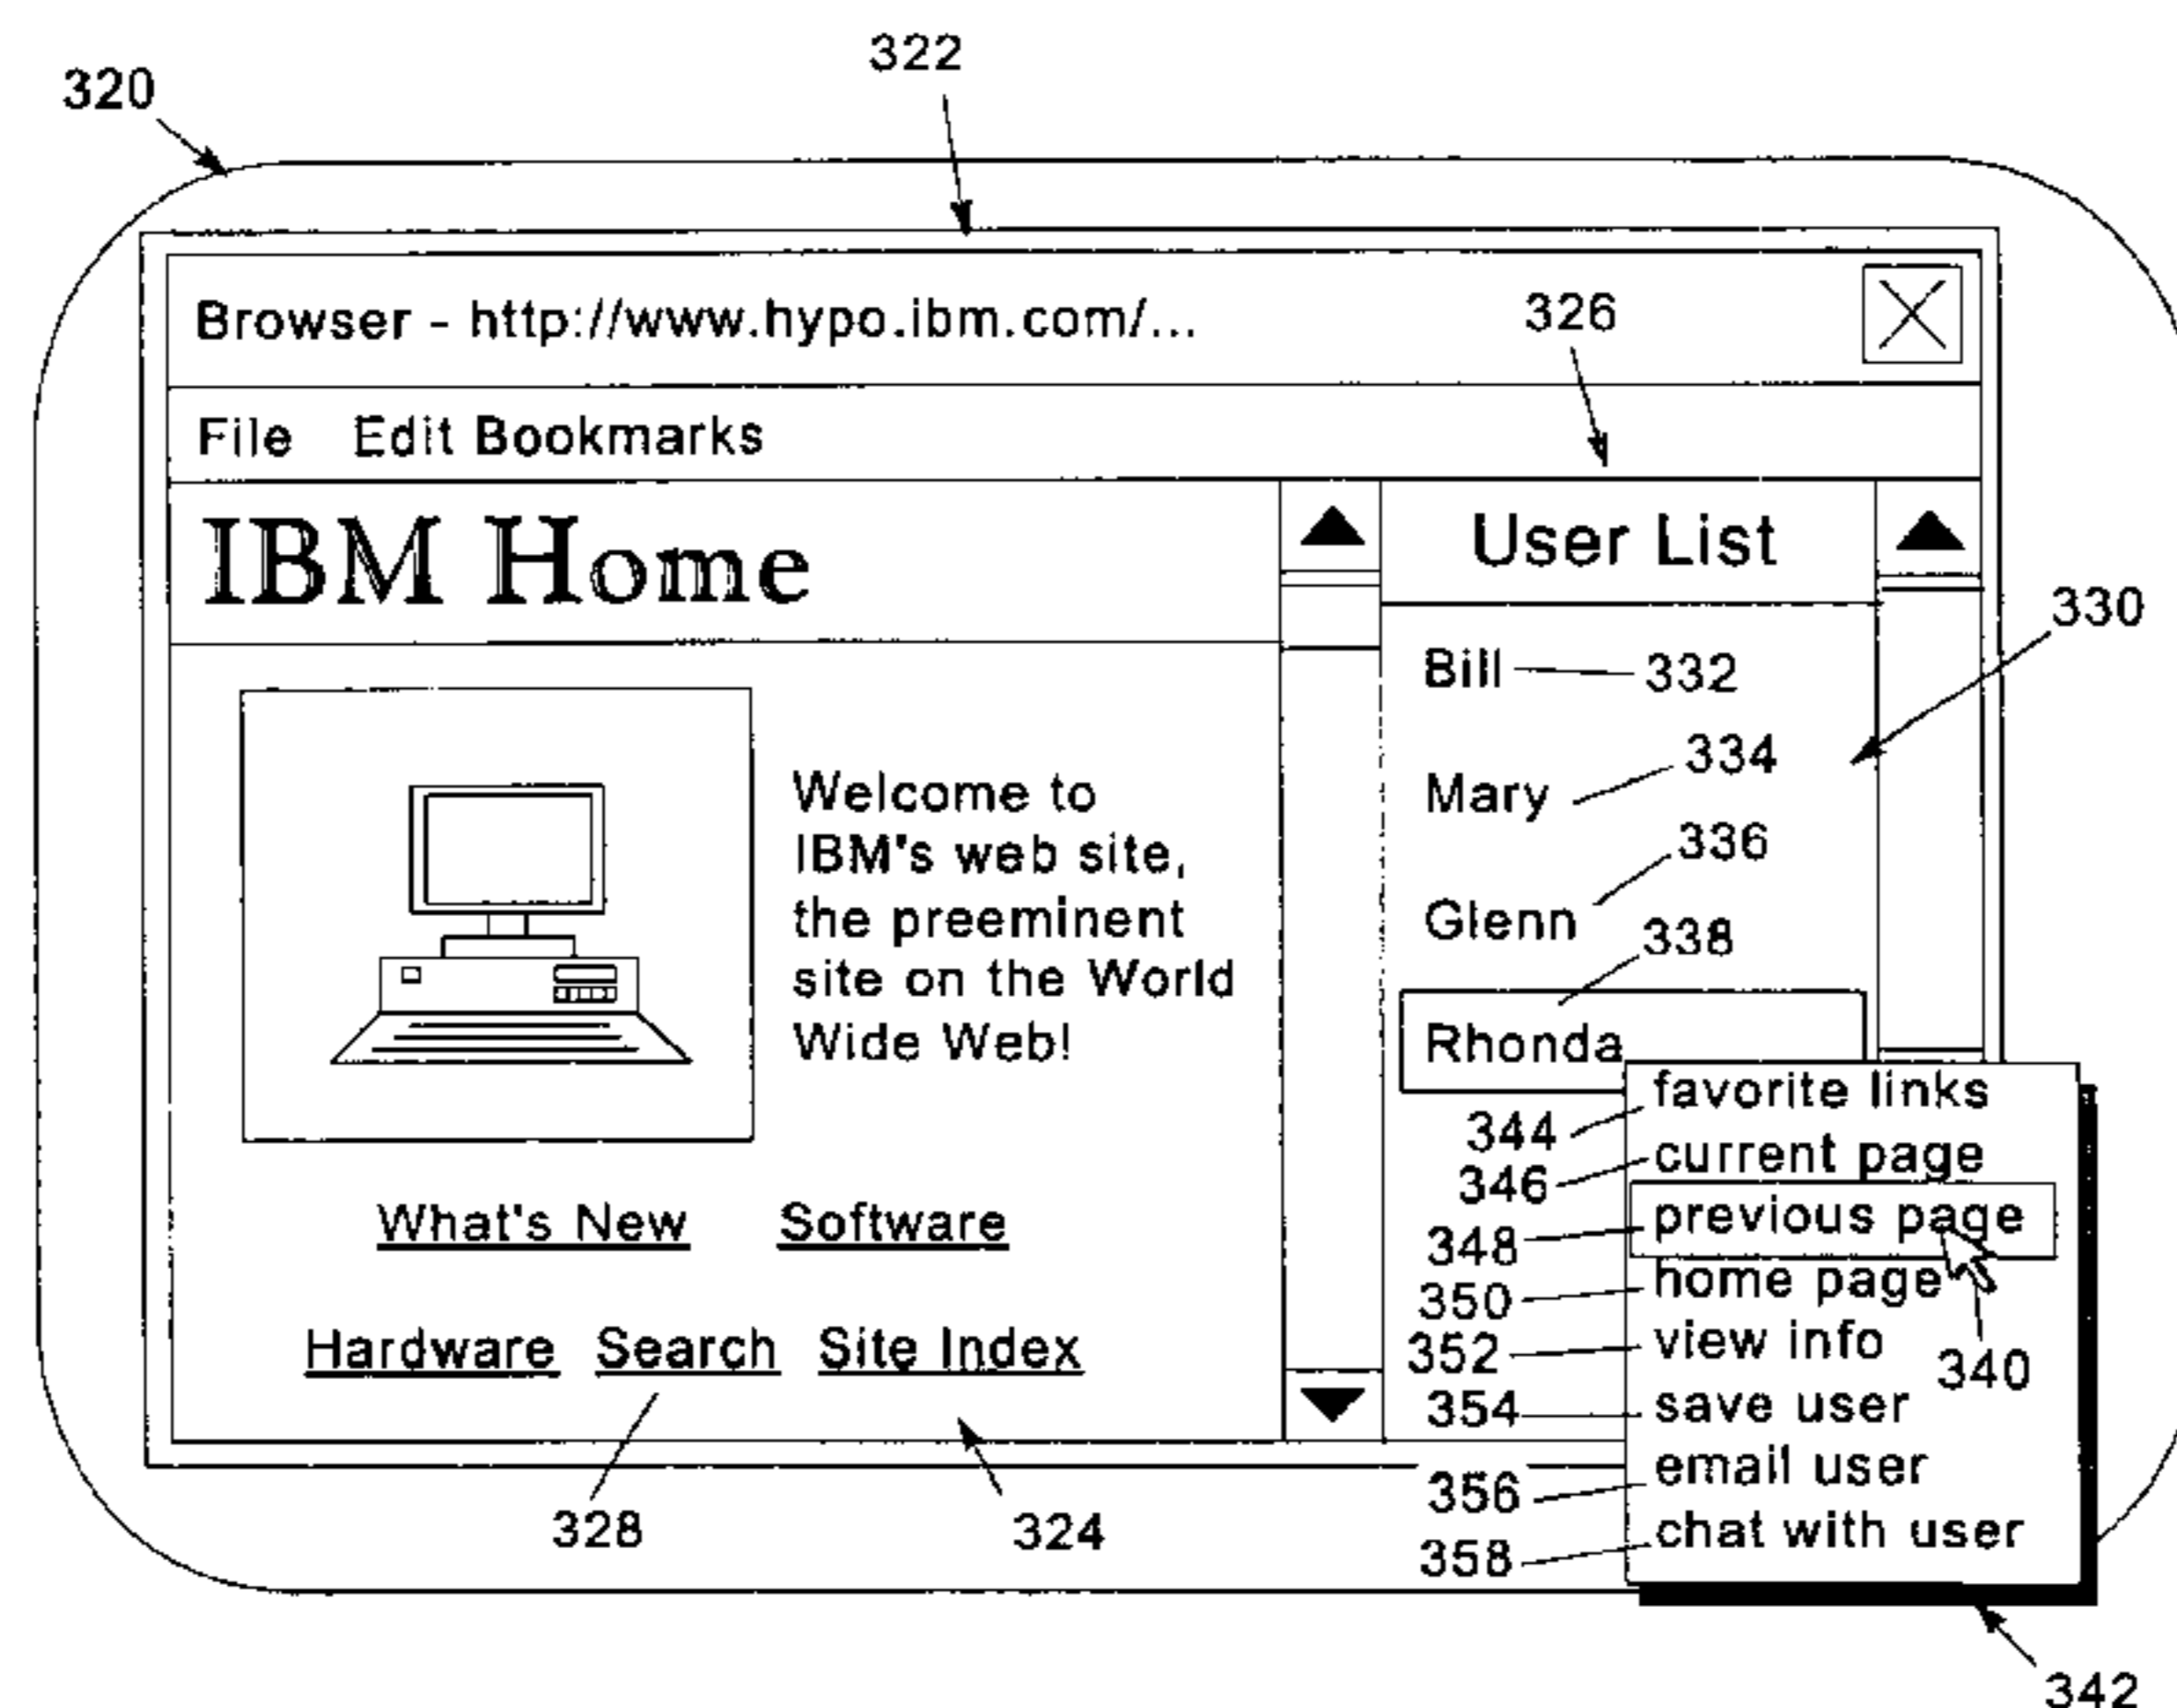 322
320
Browser - http://www.hypo.ibm.com/...
326
File Edit Bookmarks
IBM Home
User List
330
Bill 332
334
Mary
336
Glenn
338
Rhonda
Welcome to
IBM's web site,
the preeminent
site on the World
Wide Web!
What's New Software
Hardware Search Site Index
328
324
344 favorite links
346 current page
348 previous page
350 home page
352 view info
340
354 save user
356 email user
358 chat with user
342